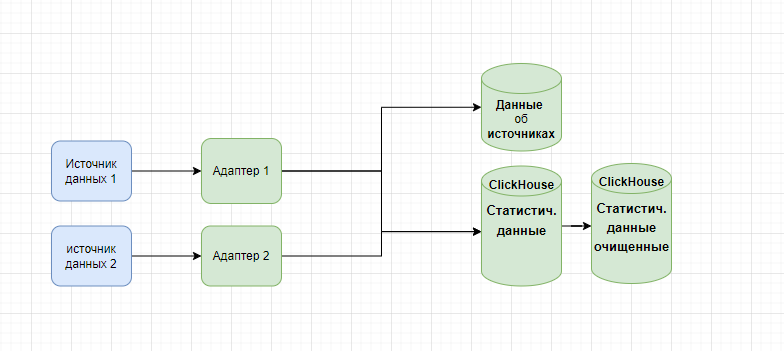 Данные
об
источниках
Источник
данных 1
Адаптер 1
ClickHouse
Статистич.
данные
ClickHouse
Статистич.
данные
очищенные
источник
данных 2
Адаптер 2